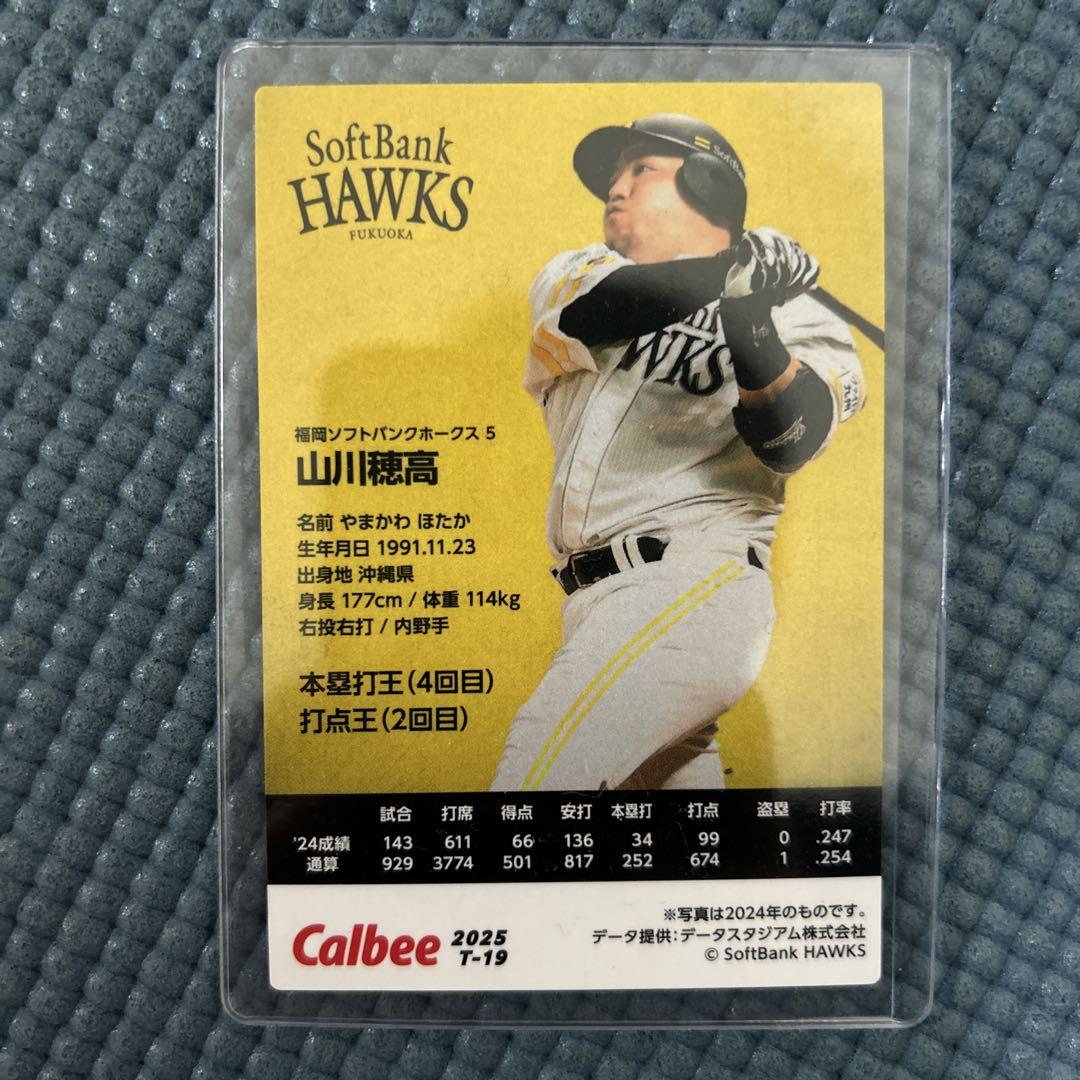 SoftBank
HAWKS
FUKUOKA
SoftB
WKS
福岡ソフトバンクホークス 5
山川穂高
名前 やまかわ ほたか
生年月日 1991.11.23
出身地 沖縄県
身長 177cm / 体重 114kg
右投右打 / 内野手
本塁打王(4回目)
打点王(2回目)
試合 打席 得点 安打 本塁打 打点 盗塁 打率
'24成績 143 611 66 136 34 99 0 .247
通算 929 3774 501 817 252 674 1 .254
Calbee 2025
T-19
※写真は2024年のものです。
データ提供:データスタジアム株式会社
© SoftBank HAWKS